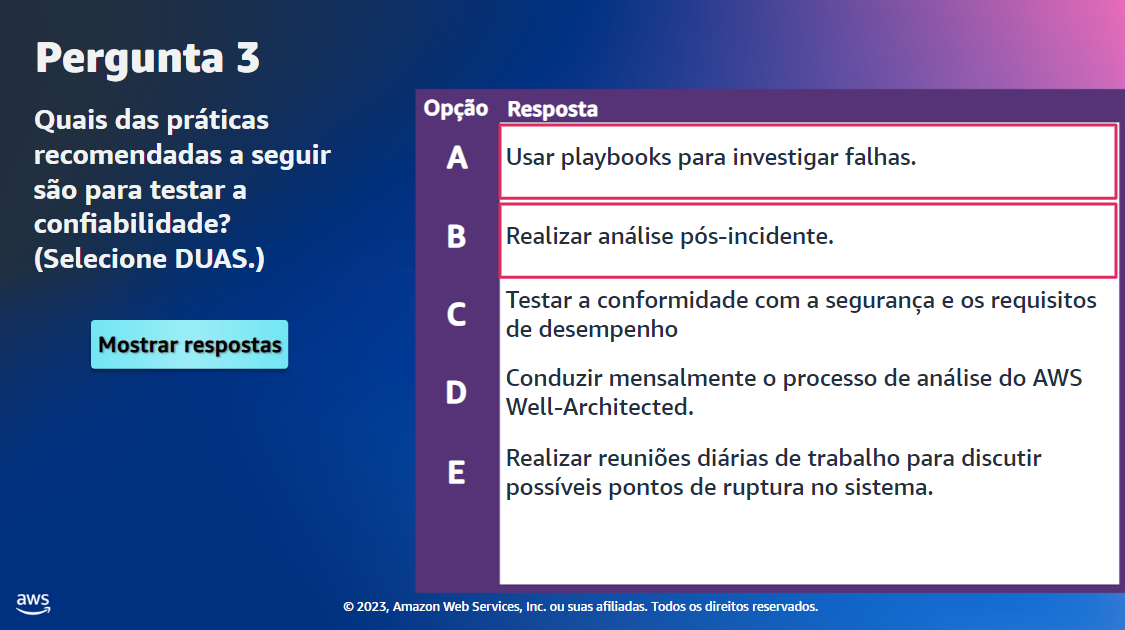 Pergunta 3
Quais das práticas
recomendadas a seguir
são para testar a
confiabilidade?
(Selecione DUAS.)
Mostrar respostas
Opção Resposta
A Usar playbooks para investigar falhas.
B Realizar análise pós-incidente.
C Testar a conformidade com a segurança e os requisitos
de desempenho
D Conduzir mensalmente o processo de análise do AWS
Well-Architected.
E Realizar reuniões diárias de trabalho para discutir
possíveis pontos de ruptura no sistema.
aws
© 2023, Amazon Web Services, Inc. ou suas afiliadas. Todos os direitos reservados.